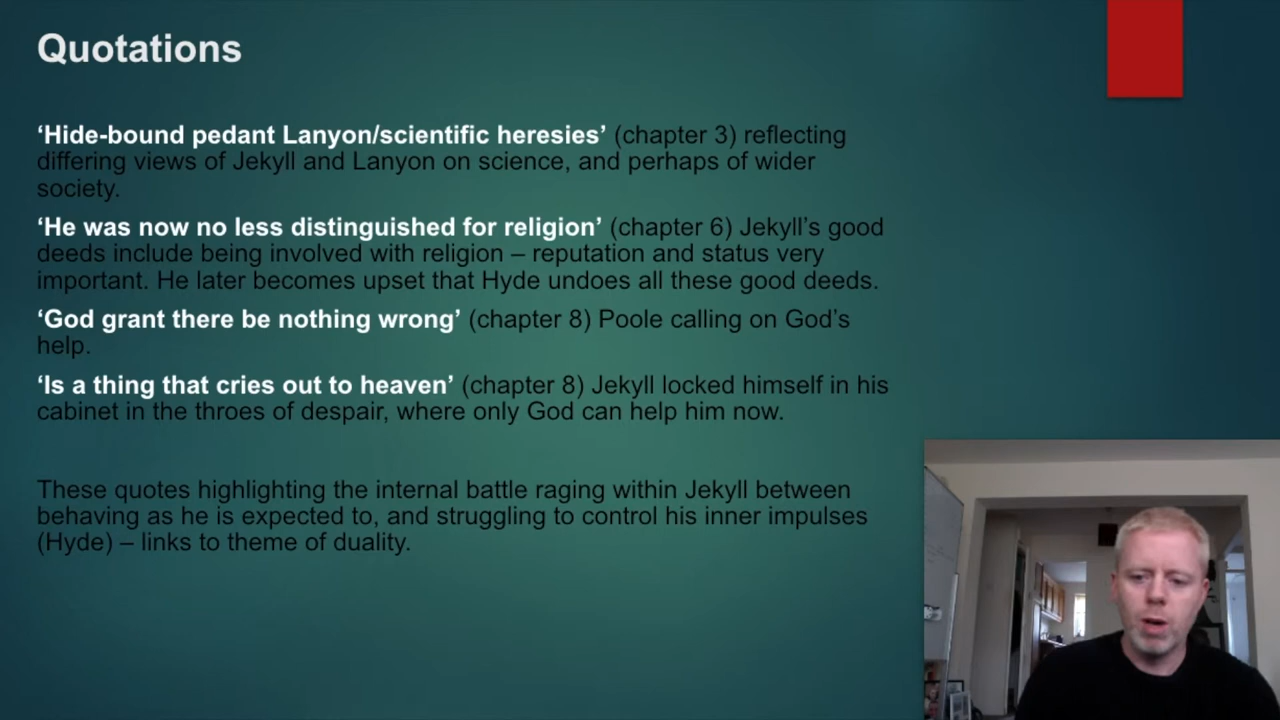 Quotations
‘Hide-bound pedant Lanyon/scientific heresies’ (chapter 3) reflecting
differing views of Jekyll and Lanyon on science, and perhaps of wider
society.
‘He was now no less distinguished for religion’ (chapter 6) Jekyll’s good
deeds include being involved with religion – reputation and status very
important. He later becomes upset that Hyde undoes all these good deeds.
‘God grant there be nothing wrong’ (chapter 8) Poole calling on God’s
help.
‘Is a thing that cries out to heaven’ (chapter 8) Jekyll locked himself in his
cabinet in the throes of despair, where only God can help him now.
These quotes highlighting the internal battle raging within Jekyll between
behaving as he is expected to, and struggling to control his inner impulses
(Hyde) – links to theme of duality.